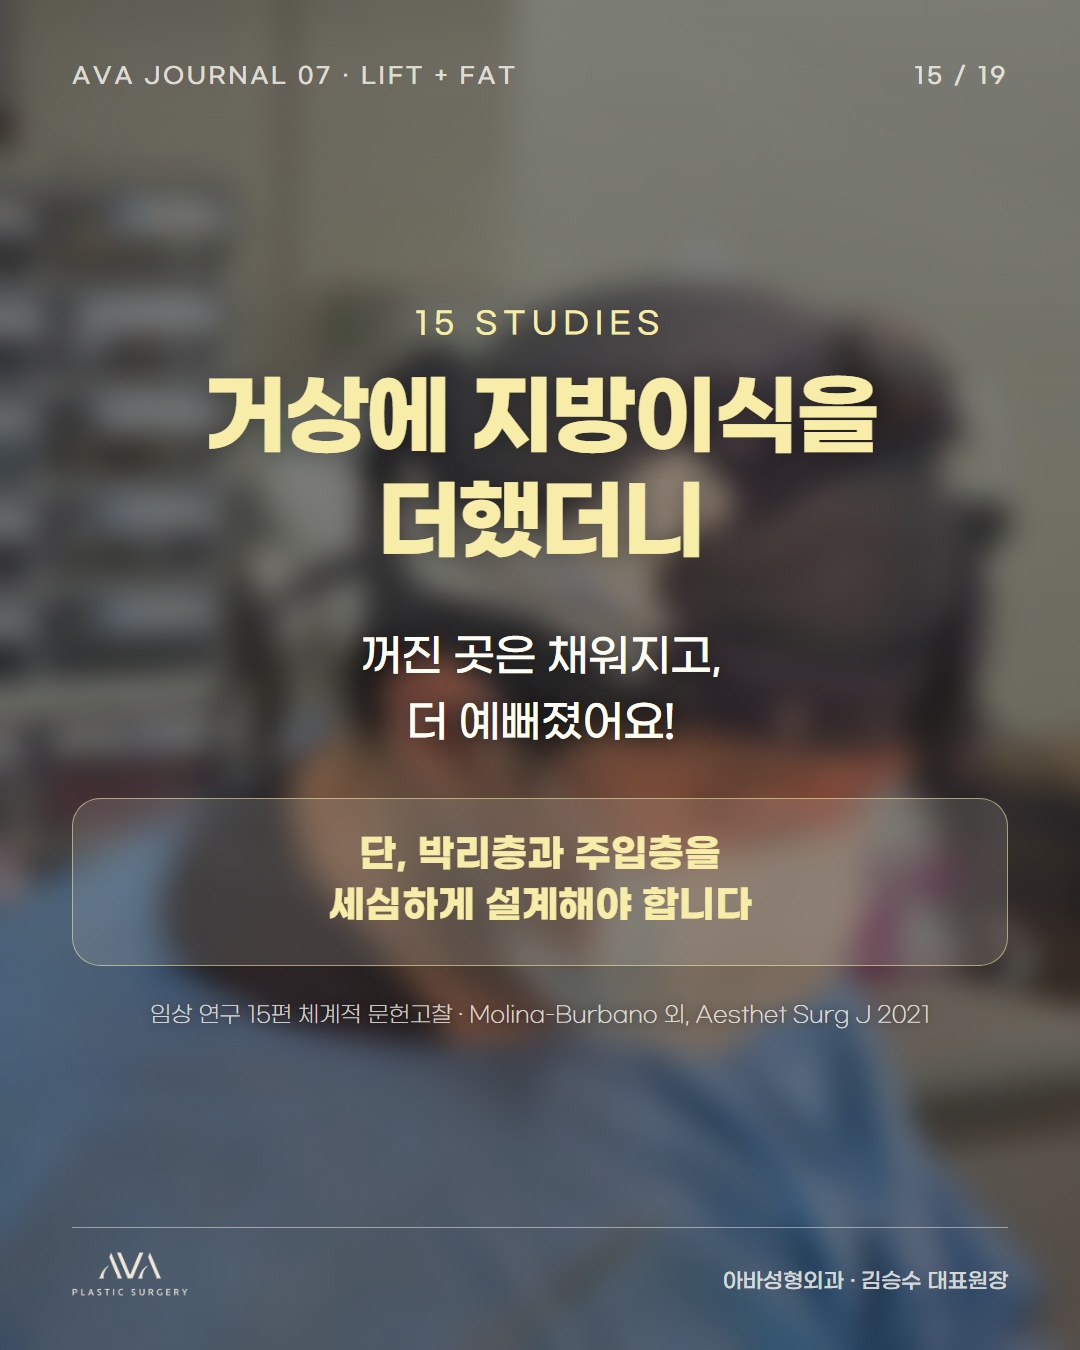 AVA JOURNAL 07 · LIFT + FAT
15 / 19
15 STUDIES
거상에 지방이식을
더했더니
꺼진 곳은 채워지고,
더 예뻐졌어요!
단, 박리층과 주입층을
세심하게 설계해야 합니다
임상 연구 15편 체계적 문헌고찰 · Molina-Burbano 외, Aesthet Surg J 2021
AVA
PLASTIC SURGERY
아바성형외과 · 김승수 대표원장